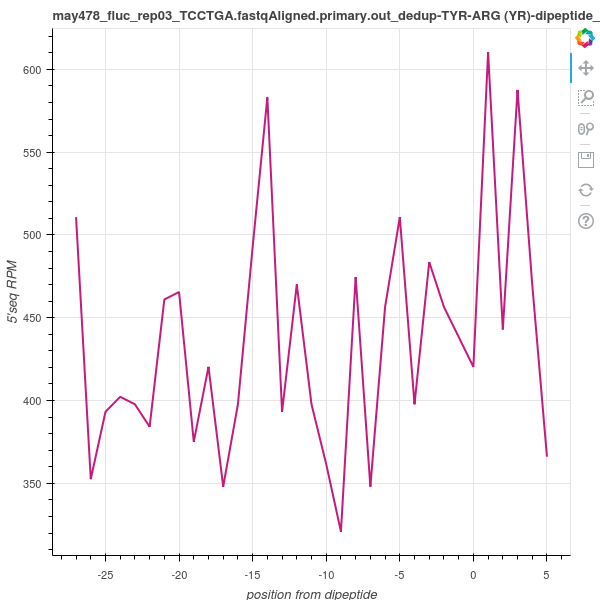 may478_fluc_rep03_TCCTGA.fastqAligned.primary.out_dedup-TYR-ARG (YR)-dipeptide_
600
550
500
450
400
350
5'seq RPM
-25 -20 -15 -10 -5 0 5
position from dipeptide